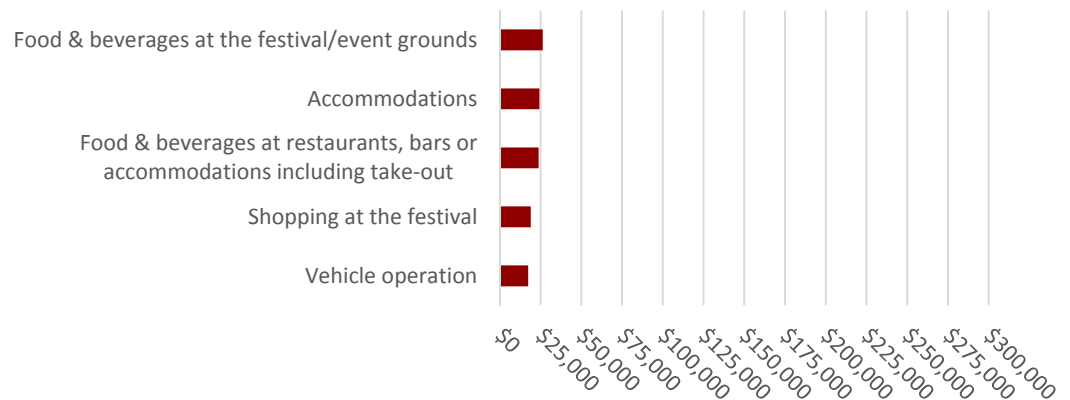 Food & beverages at the festival/event grounds
Accommodations
Food & beverages at restaurants, bars or
accommodations including take-out
Shopping at the festival
Vehicle operation
$0
$25,000
$50,000
$75,000
$100,000
$125,000
$150,000
$175,000
$200,000
$225,000
$250,000
$275,000
$300,000